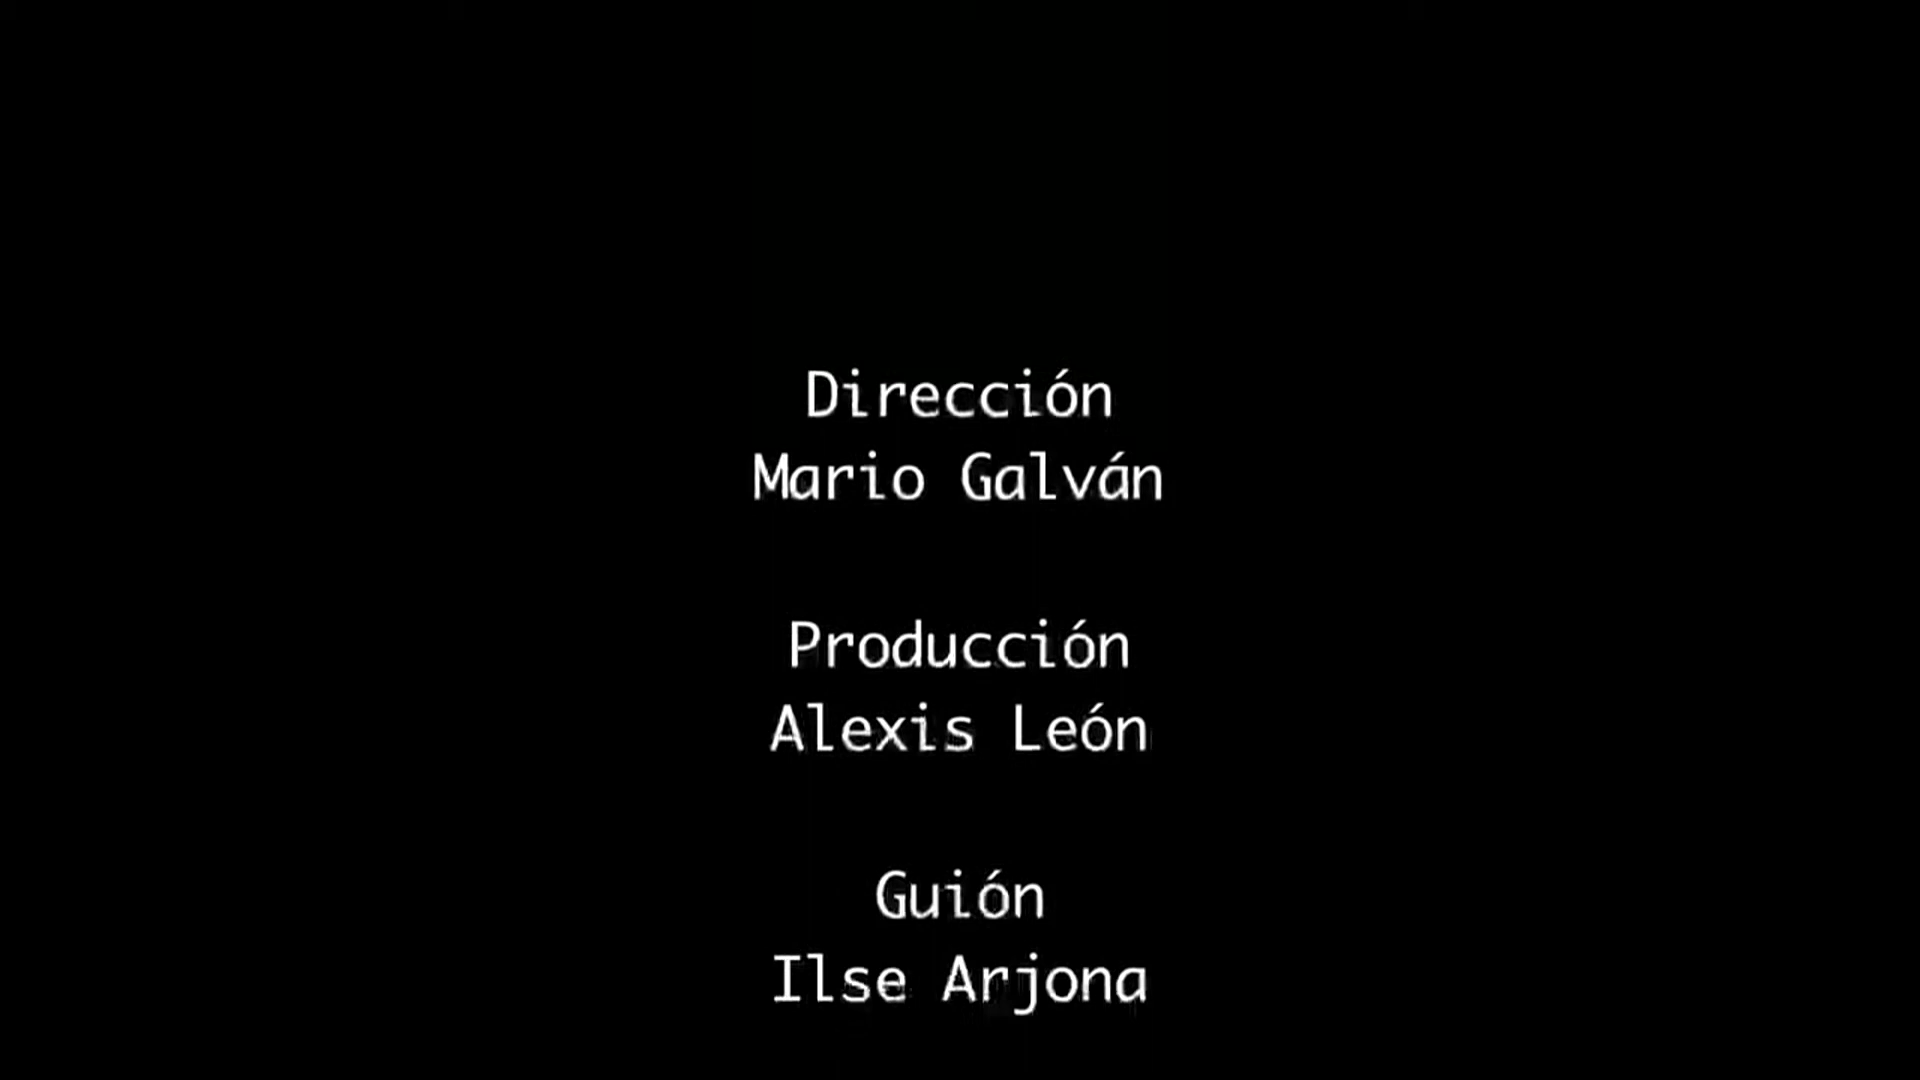 Dirección
Mario Galván
Producción
Alexis León
Guión
Ilse Arjona